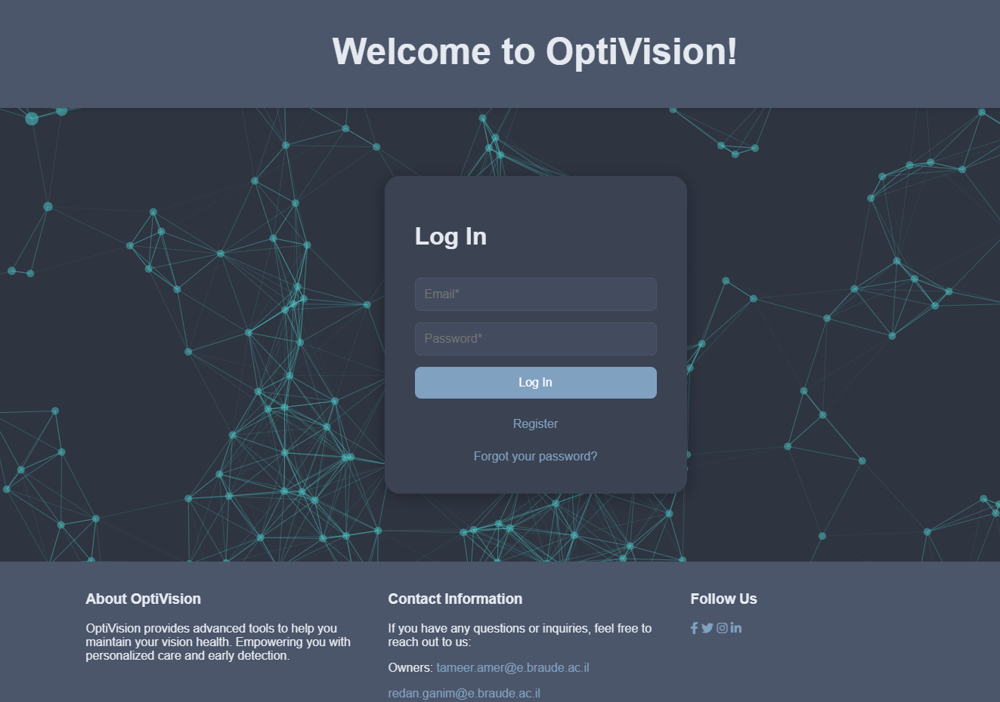 Welcome to OptiVision!
Log In
Email*
Password*
Log In
Register
Forgot your password?
About OptiVision
OptiVision provides advanced tools to help you
maintain your vision health. Empowering you with
personalized care and early detection.
Contact Information
If you have any questions or inquiries, feel free to
reach out to us:
Owners: tameer.amer@e.braude.ac.il
redan.ganim@e.braude.ac.il
Follow Us